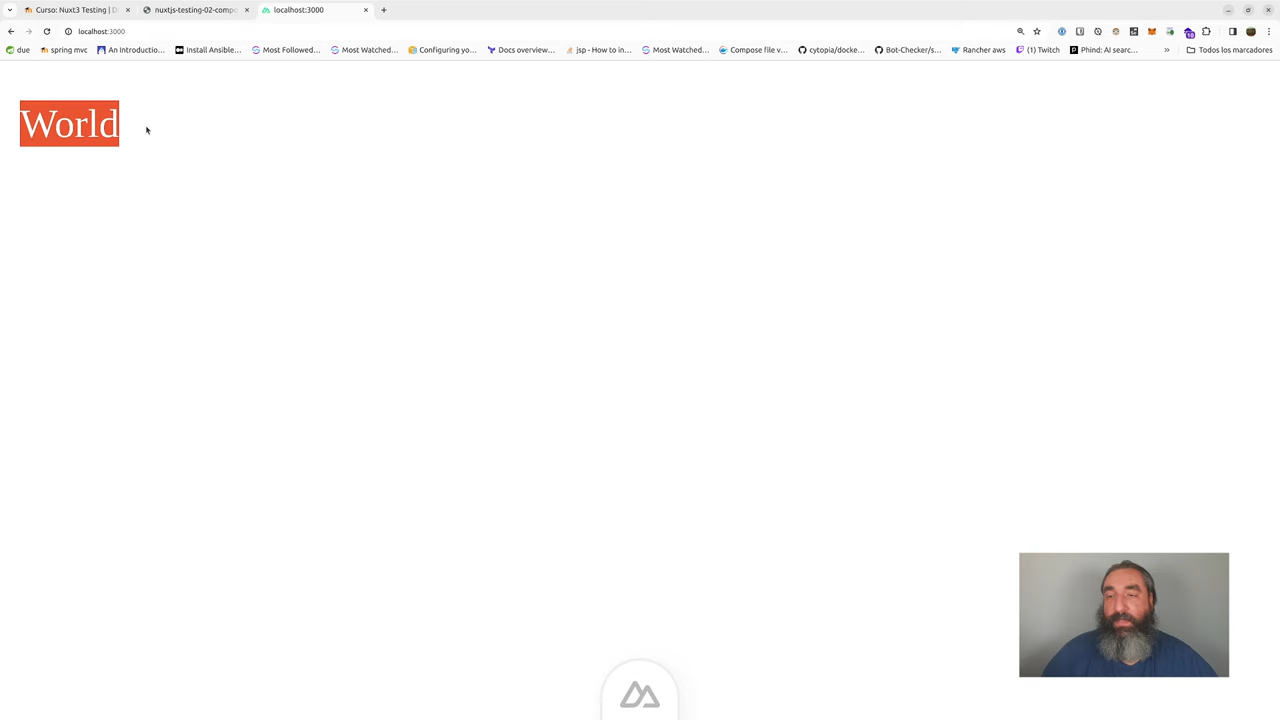 Curso: Nuxt3 Testing | D
nuxtjs-testing-02-compo
localhost:3000
localhost:3000
due
spring mvc
An Introductio...
Install Ansible...
Most Followed...
Most Watched...
Configuring yo...
Docs overview...
jsp - How to in...
Most Watched...
Compose file v...
cytopia/docke...
Bot-Checker/s...
Rancher aws
(1) Twitch
Phind: AI searc...
»
Todos los marcadores
World